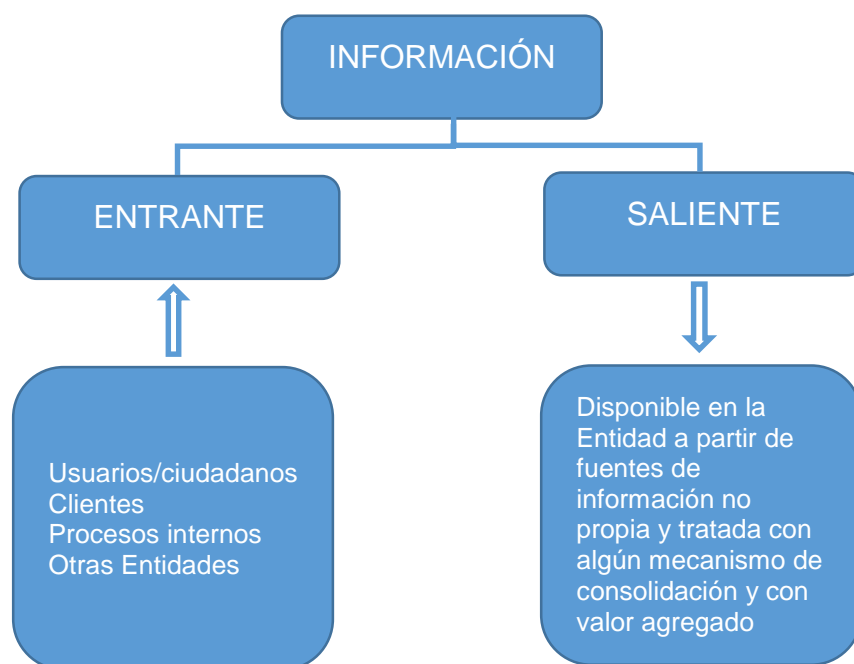 INFORMACIÓN
ENTRANTE
SALIENTE
Usuarios/ciudadanos
Clientes
Procesos internos
Otras Entidades
Disponible en la
Entidad a partir de
fuentes de
información no
propia y tratada con
algún mecanismo de
consolidación y con
valor agregado